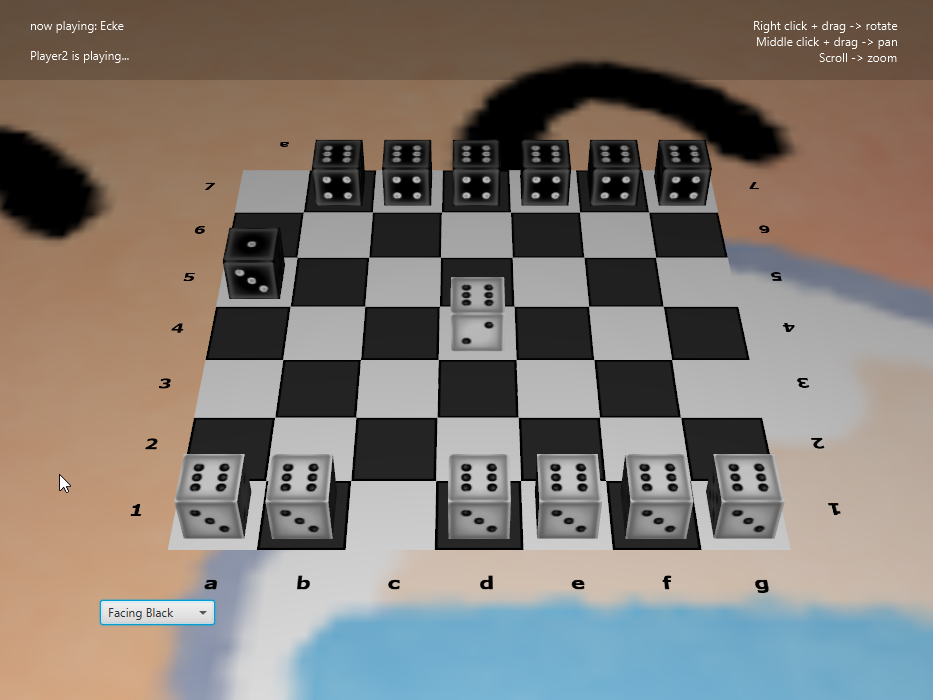 now playing: Ecke
Player2 is playing...
Right click + drag -> rotate
Middle click + drag -> pan
Scroll -> zoom
a
7 7
6 6
5 5
4 4
3 3
2 2
1 1
a b c d e f g
Facing Black